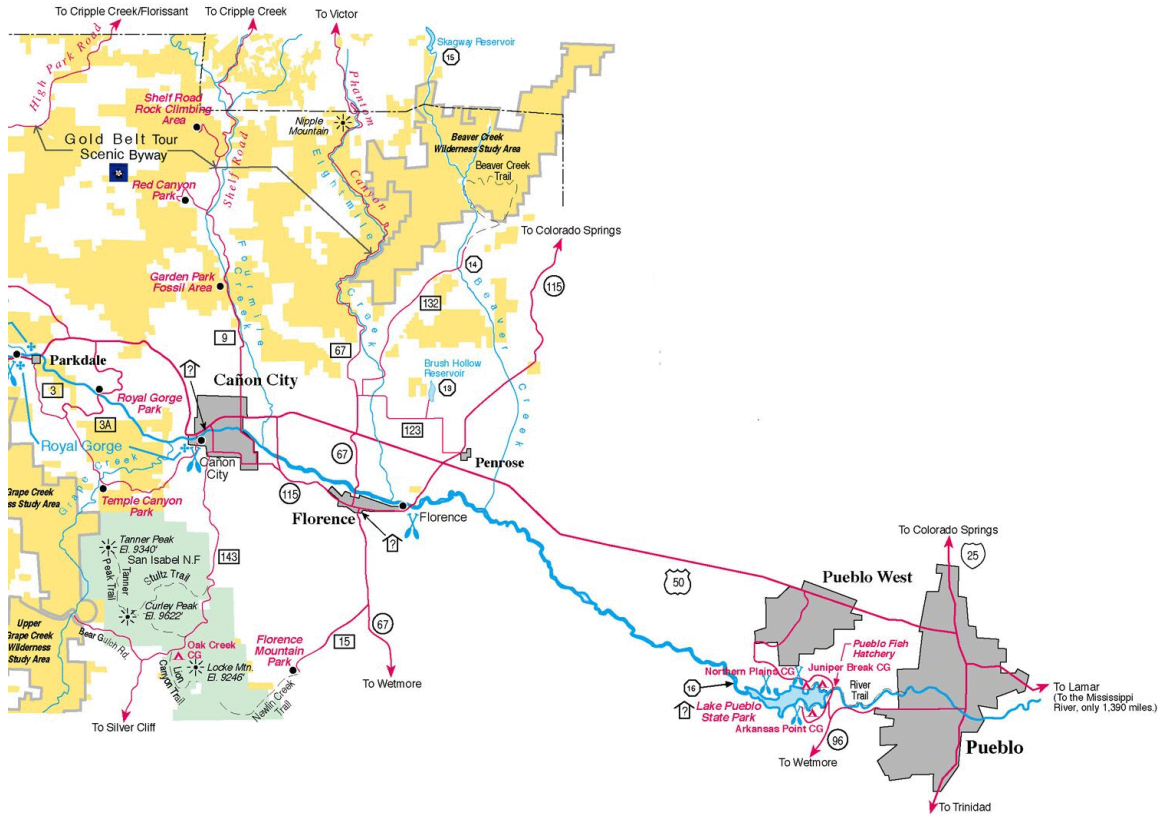 To Cripple Creek/Florissant
To Cripple Creek
To Victor
High Park Road
Skagway Reservoir
15
Shelf Road
Rock Climbing
Area
Phantom
Canyon
Nipple
Mountain
Gold Belt Tour
Scenic Byway
Shelf Road
Eightmile
Creek
Beaver Creek
Wilderness Study Area
Beaver Creek
Trail
Red Canyon
Park
To Colorado Springs
14
115
Garden Park
Fossil Area
Fourmile
Creek
Beaver
Creek
132
9
67
Brush Hollow
Reservoir
13
Parkdale
?
Cañon City
3
Royal Gorge
Park
3A
123
Royal Gorge
Cañon
City
67
Penrose
Grape Creek
Grape Creek
ss Study Area
Temple Canyon
Park
115
Florence
Florence
?
Tanner Peak
El. 9340'
San Isabel N.F
Tanner
Peak Trail
Stultz Trail
143
Curley Peak
El. 9622'
To Colorado Springs
25
50
Pueblo West
Upper
Grape Creek
Wilderness
Study Area
Bear Gulch Rd.
Oak Creek
CG
Locke Mtn.
El. 9246'
Lion
Canyon Trail
Florence
Mountain
Park
15
67
Newlin Creek
Trail
To Wetmore
To Silver Cliff
Pueblo Fish
Hatchery
Northern Plains CG
Juniper Break CG
16
?
Lake Pueblo
State Park
River
Trail
Arkansas Point CG
To Lamar
(To the Mississippi
River, only 1,390 miles.)
96
To Wetmore
Pueblo
To Trinidad